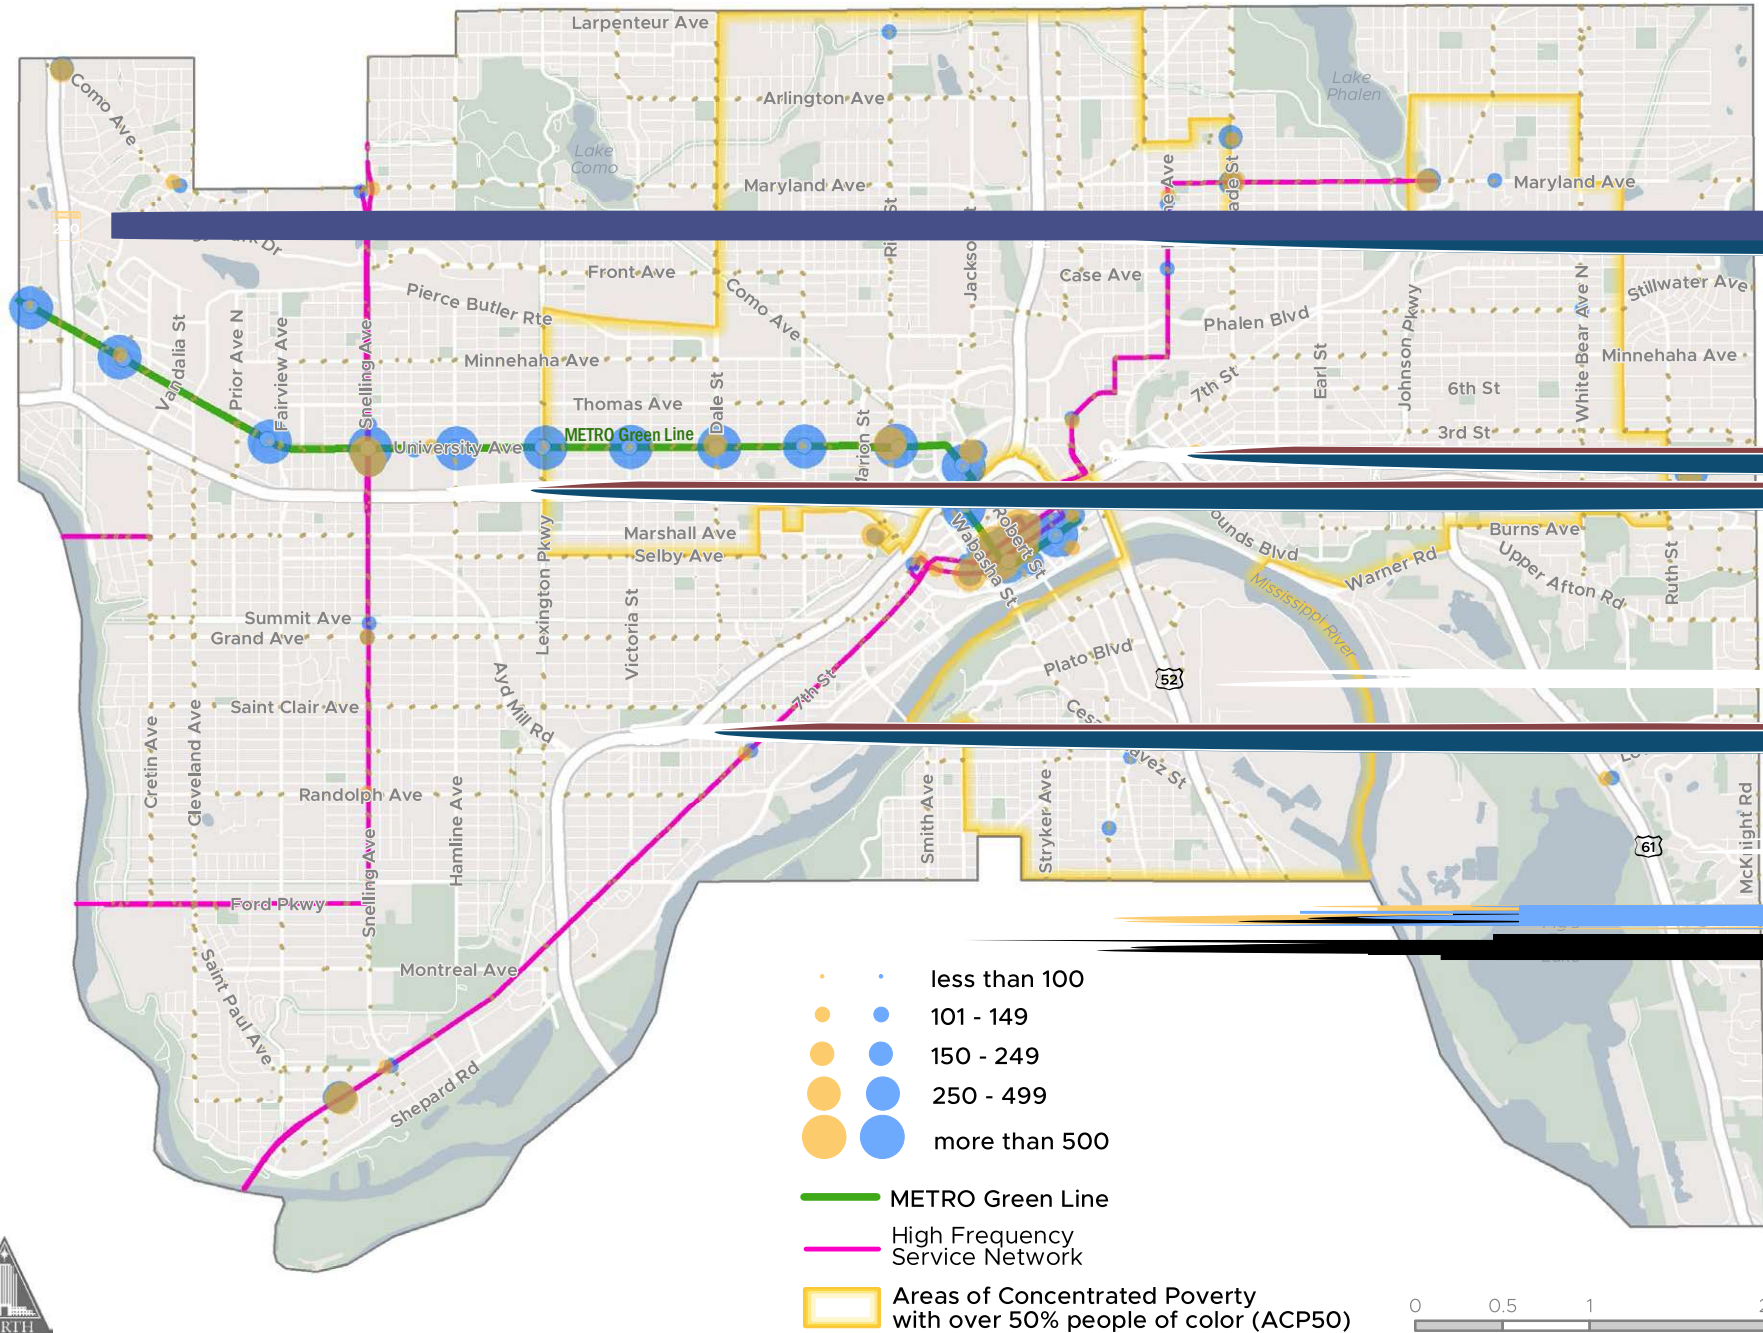 Larpenteur Ave
Como Ave
Arlington Ave
Lake
Phalen
Lake
Como
Maryland Ave
Maryland Ave
Front Ave
Jackso
Case Ave
Pierce Butler Rte
Como Ave
Stillwater Ave
Phalen Blvd
Vandalia St
Prior Ave N
Fairview Ave
Snelling Ave
Minnehaha Ave
Minnehaha Ave
White Bear Ave N
Johnson Pkwy
Earl St
7th St
6th St
Thomas Ave
Dale St
METRO Green Line
University Ave
3rd St
Marshall Ave
Selby Ave
Lexington Pkwy
Wabasha St
Robert St
Burns Ave
Warner Rd
Upper Afton Rd
Ruth St
Mississippi River
Summit Ave
Grand Ave
Victoria St
Ayd Mill Rd
Plato Blvd
52
7th St
Saint Clair Ave
Cretin Ave
Cleveland Ave
Randolph Ave
Hamline Ave
Snelling Ave
Smith Ave
Stryker Ave
61
McKnight Rd
Ford Pkwy
Saint Paul Ave
Montreal Ave
Shepard Rd
less than 100
101 - 149
150 - 249
250 - 499
more than 500
METRO Green Line
High Frequency
Service Network
Areas of Concentrated Poverty
with over 50% people of color (ACP50)
0 0.5 1
RTH